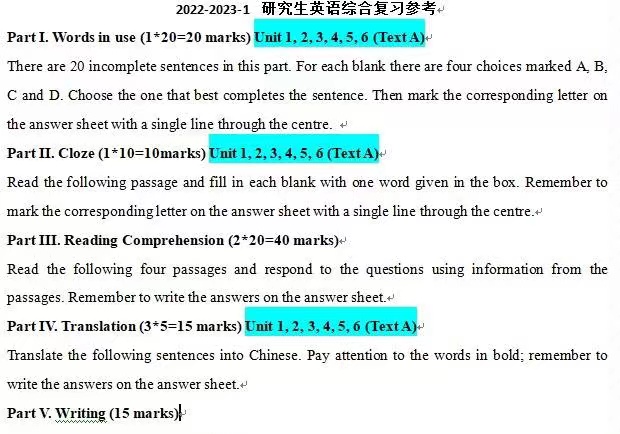 2022-2023-1 研究生英语综合复习参考
Part I. Words in use (1*20=20 marks) Unit 1, 2, 3, 4, 5, 6 (Text A)
There are 20 incomplete sentences in this part. For each blank there are four choices marked A, B,
C and D. Choose the one that best completes the sentence. Then mark the corresponding letter on
the answer sheet with a single line through the centre.
Part II. Cloze (1*10=10marks) Unit 1, 2, 3, 4, 5, 6 (Text A)
Read the following passage and fill in each blank with one word given in the box. Remember to
mark the corresponding letter on the answer sheet with a single line through the centre.
Part III. Reading Comprehension (2*20=40 marks)
Read the following four passages and respond to the questions using information from the
passages. Remember to write the answers on the answer sheet.
Part IV. Translation (3*5=15 marks) Unit 1, 2, 3, 4, 5, 6 (Text A)
Translate the following sentences into Chinese. Pay attention to the words in bold; remember to
write the answers on the answer sheet.
Part V. Writing (15 marks)